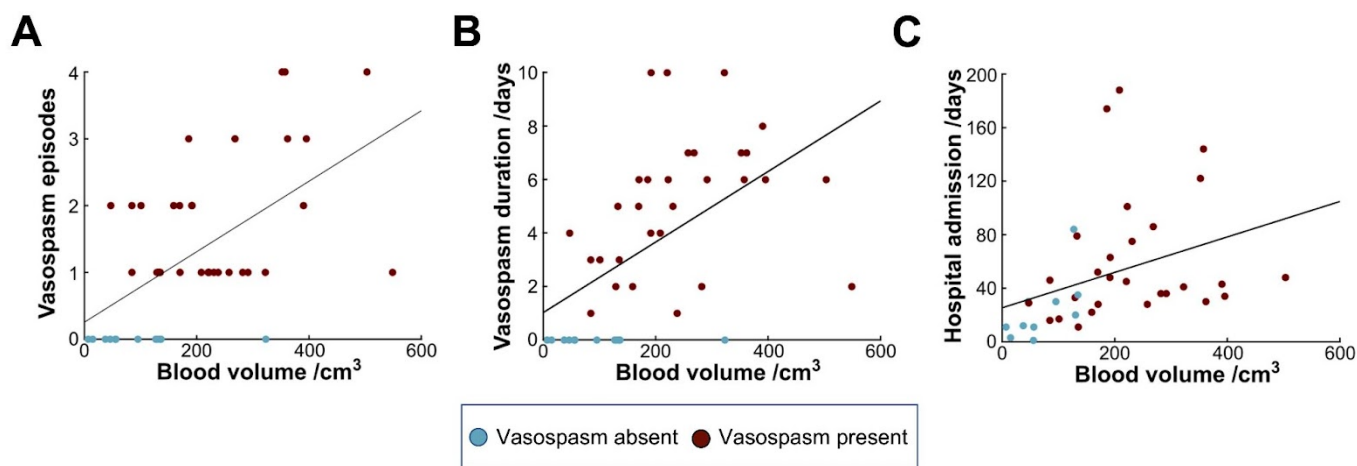 A
B
C
Vasospasm episodes
4
3
2
1
0
0
200
400
600
Blood volume /cm³
Vasospasm duration /days
10
8
6
4
2
0
0
200
400
600
Blood volume /cm³
Hospital admission /days
200
160
120
80
40
0
0
200
400
600
Blood volume /cm³
Vasospasm absent
Vasospasm present